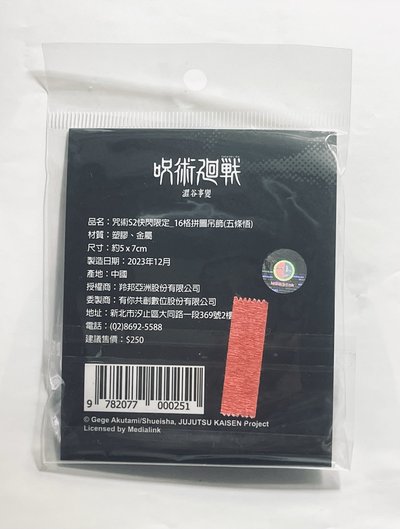 咒術迴戰
澀谷事變
品名：咒術S2快閃限定_16格拼圖吊飾(五條悟)
材質：塑膠、金屬
尺寸：約5 x 7cm
製造日期：2023年12月
產地：中國
授權商：羚邦亞洲股份有限公司
委製商：有你共創數位股份有限公司
地址：新北市汐止區大同路一段369號2樓
電話：(02)8692-5588
建議售價：$250
Medialink
9 782077 000251
© Gege Akutami/Shueisha, JUJUTSU KAISEN Project
Licensed by Medialink